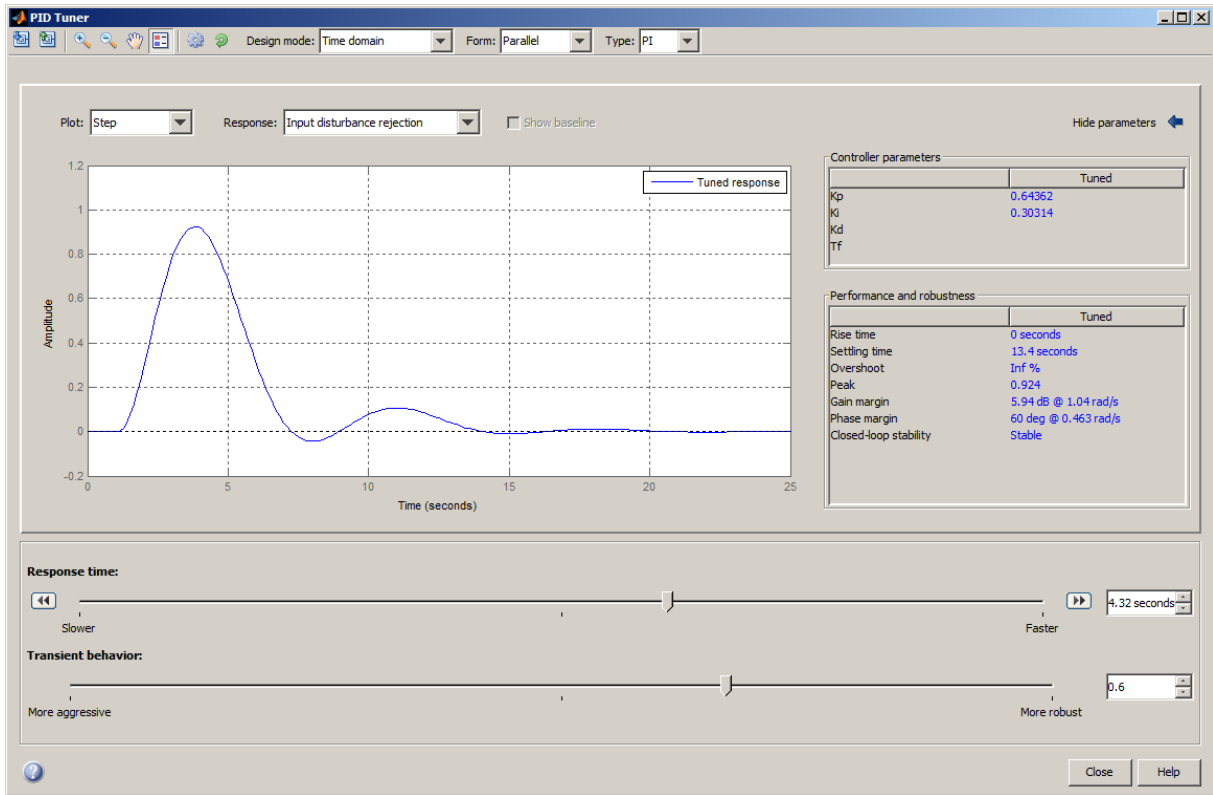 PID Tuner
Design mode: Time domain Form: Parallel Type: PI
Plot: Step Response: Input disturbance rejection Show baseline Hide parameters
Tuned response
1.2
1
0.8
0.6
0.4
0.2
0
-0.2
Amplitude
0 5 10 15 20 25
Time (seconds)
Controller parameters
Tuned
Kp 0.64362
Ki 0.30314
Kd
Tf
Performance and robustness
Tuned
Rise time 0 seconds
Settling time 13.4 seconds
Overshoot Inf %
Peak 0.924
Gain margin 5.94 dB @ 1.04 rad/s
Phase margin 60 deg @ 0.463 rad/s
Closed-loop stability Stable
Response time:
4.32 seconds
Slower Faster
Transient behavior:
0.6
More aggressive More robust
? Close Help